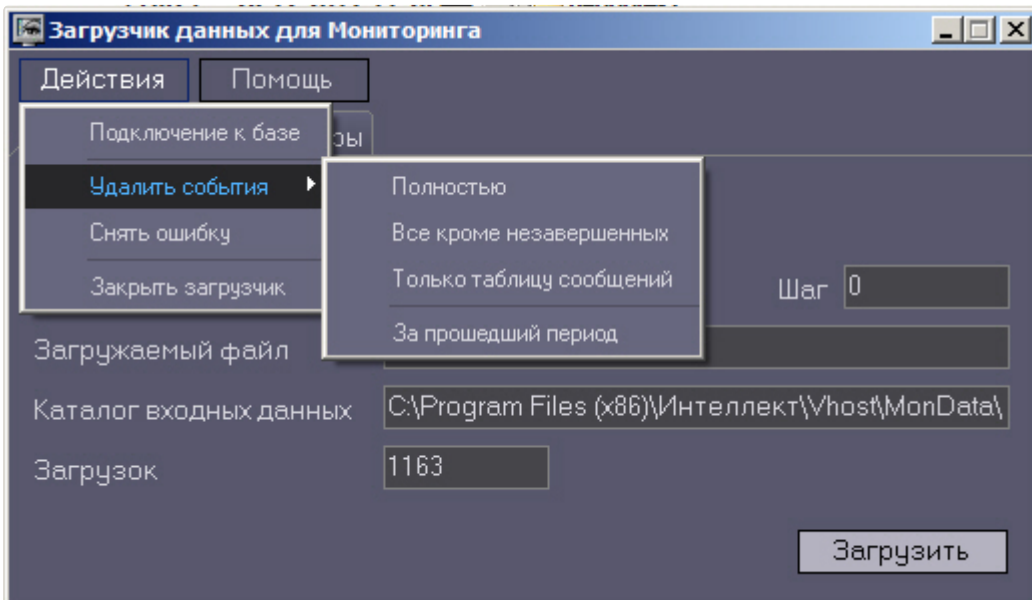 Загрузчик данных для Мониторинга
Действия Помощь
Подключение к базе
ры
Удалить события
Полностью
Снять ошибку
Все кроме незавершенных
Только таблицу сообщений
Закрыть загрузчик
Шаг 0
За прошедший период
Загружаемый файл
Каталог входных данных C:\Program Files (x86)\Интеллект\Vhost\MonData\
Загрузок 1163
Загрузить